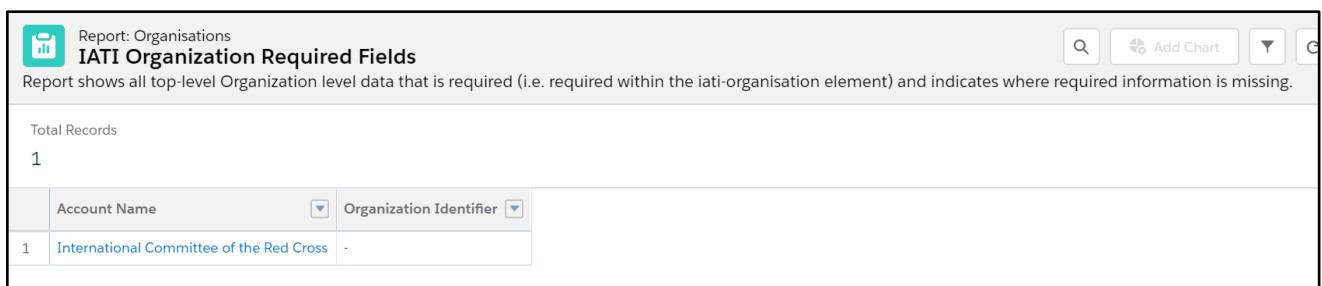 Report: Organisations
IATI Organization Required Fields
Add Chart
Report shows all top-level Organization level data that is required (i.e. required within the iati-organisation element) and indicates where required information is missing.
Total Records
1
Account Name Organization Identifier
1 International Committee of the Red Cross -